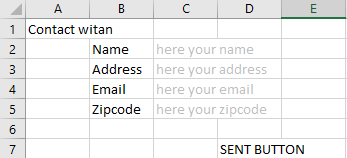 A B C D E
1 Contact witan
2 Name here your name
3 Address here your address
4 Email here your email
5 Zipcode here your zipcode
6
7 SENT BUTTON